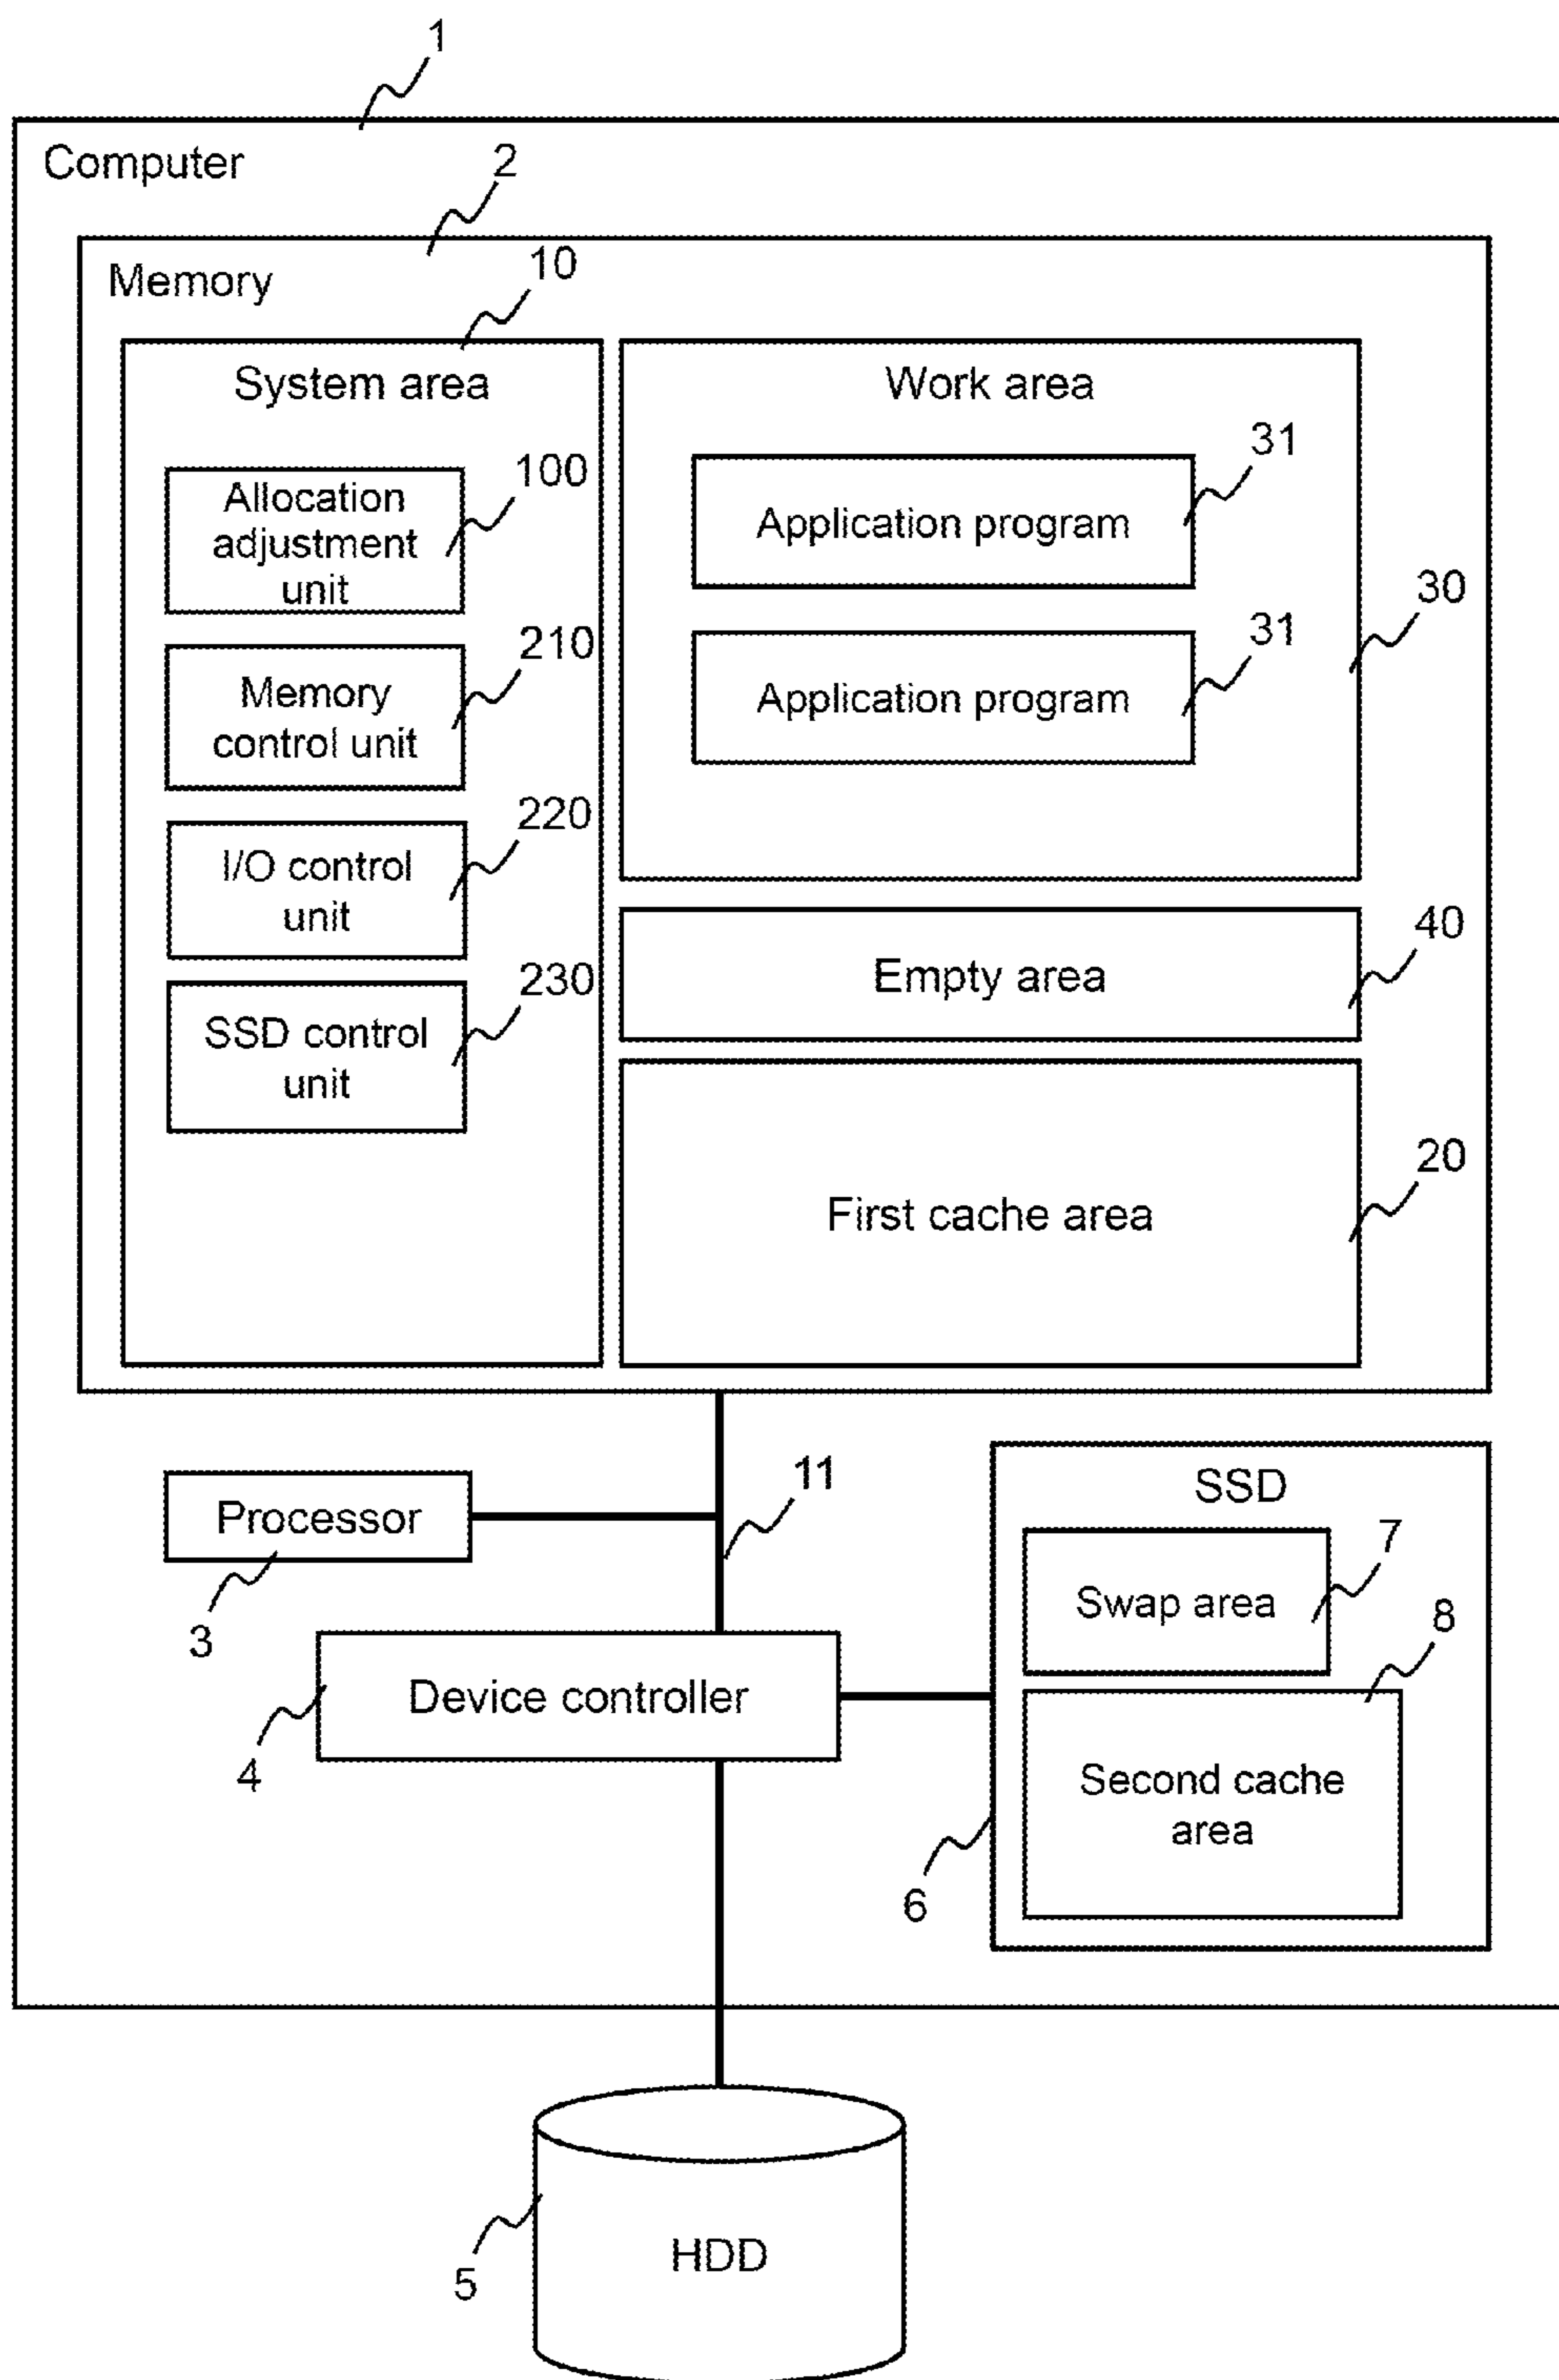 1
Computer
2
Memory
10
System area
100
Allocation
adjustment
unit
210
Memory
control unit
220
I/O control
unit
230
SSD control
unit
Work area
31
Application program
31
Application program
30
Empty area
40
First cache area
20
11
Processor
3
Device controller
4
SSD
Swap area
7
8
Second cache
area
6
HDD
5